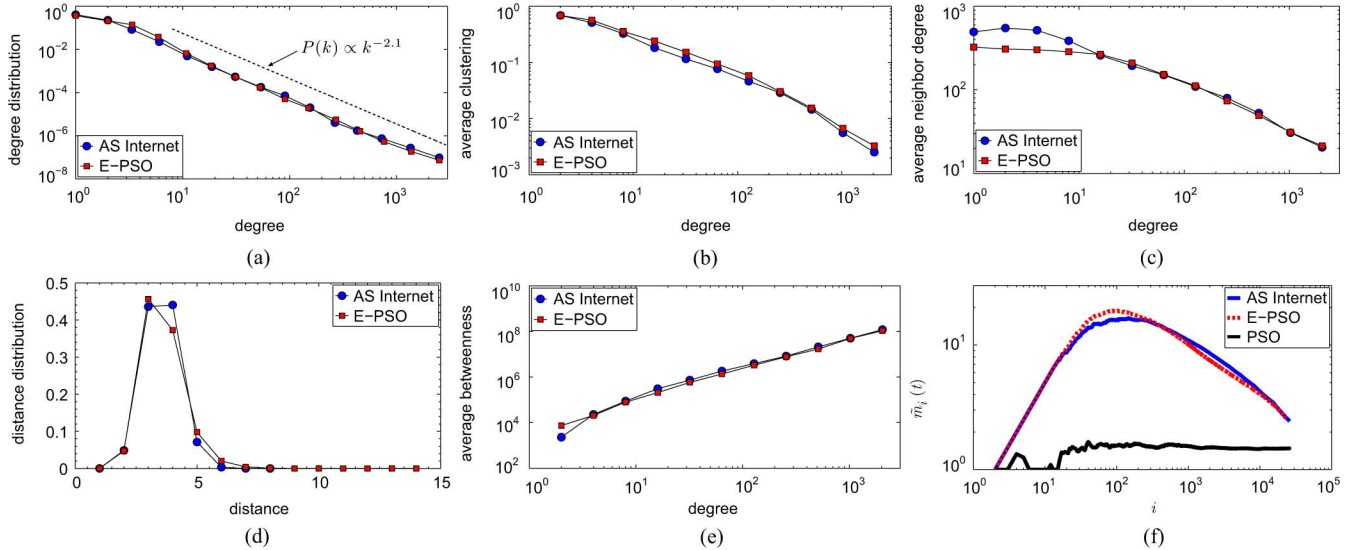 degree distribution
10^0
10^-2
10^-4
10^-6
10^-8
P(k) ∝ k^-2.1
AS Internet
E-PSO
10^0
10^1
10^2
10^3
degree
(a)
average clustering
10^0
10^-1
10^-2
10^-3
AS Internet
E-PSO
10^0
10^1
10^2
10^3
degree
(b)
average neighbor degree
10^3
10^2
10^1
AS Internet
E-PSO
10^0
10^1
10^2
10^3
degree
(c)
distance distribution
0.5
0.4
0.3
0.2
0.1
0
AS Internet
E-PSO
0
5
10
15
distance
(d)
average betweenness
10^10
10^8
10^6
10^4
10^2
AS Internet
E-PSO
10^0
10^1
10^2
10^3
degree
(e)
m̃_i (t)
10^1
10^0
AS Internet
E-PSO
PSO
10^0
10^1
10^2
10^3
10^4
10^5
i
(f)